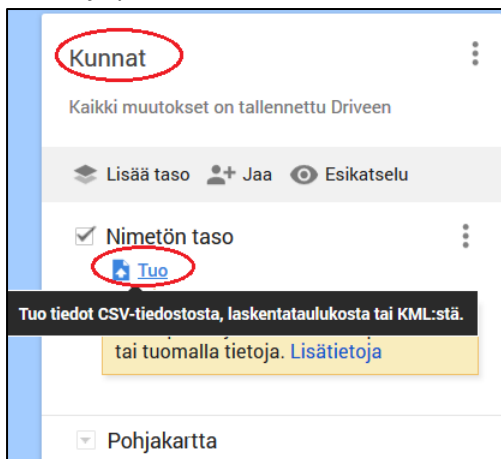 Kunnat
Kaikki muutokset on tallennettu Driveen
Lisää taso Jaa Esikatselu
Nimetön taso
Tuo
Tuo tiedot CSV-tiedostosta, laskentataulukosta tai KML:stä.
tai tuomalla tietoja. Lisätietoja
Pohjakartta